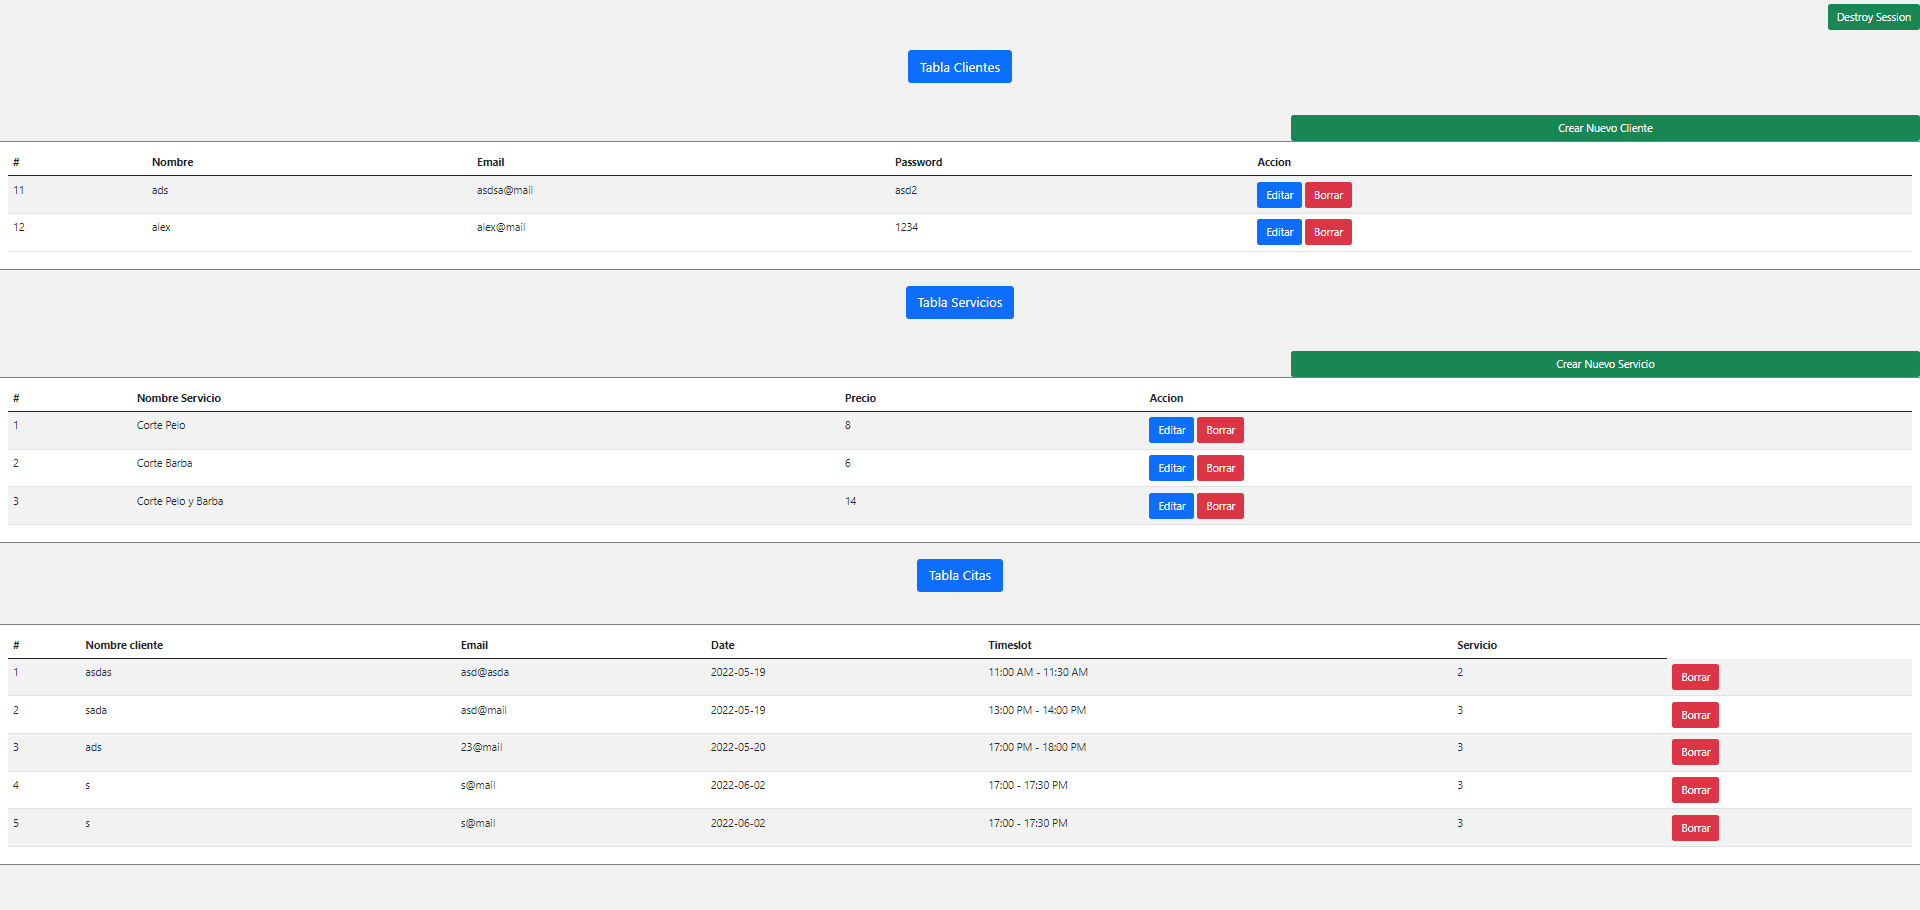 Destroy Session
Tabla Clientes
Crear Nuevo Cliente
# Nombre Email Password Accion
11 ads asdsa@mail asd2 Editar Borrar
12 alex alex@mail 1234 Editar Borrar
Tabla Servicios
Crear Nuevo Servicio
# Nombre Servicio Precio Accion
1 Corte Pelo 8 Editar Borrar
2 Corte Barba 6 Editar Borrar
3 Corte Pelo y Barba 14 Editar Borrar
Tabla Citas
# Nombre cliente Email Date Timeslot Servicio
1 asdas asd@asda 2022-05-19 11:00 AM - 11:30 AM 2 Borrar
2 sada asd@mail 2022-05-19 13:00 PM - 14:00 PM 3 Borrar
3 ads 23@mail 2022-05-20 17:00 PM - 18:00 PM 3 Borrar
4 s s@mail 2022-06-02 17:00 - 17:30 PM 3 Borrar
5 s s@mail 2022-06-02 17:00 - 17:30 PM 3 Borrar